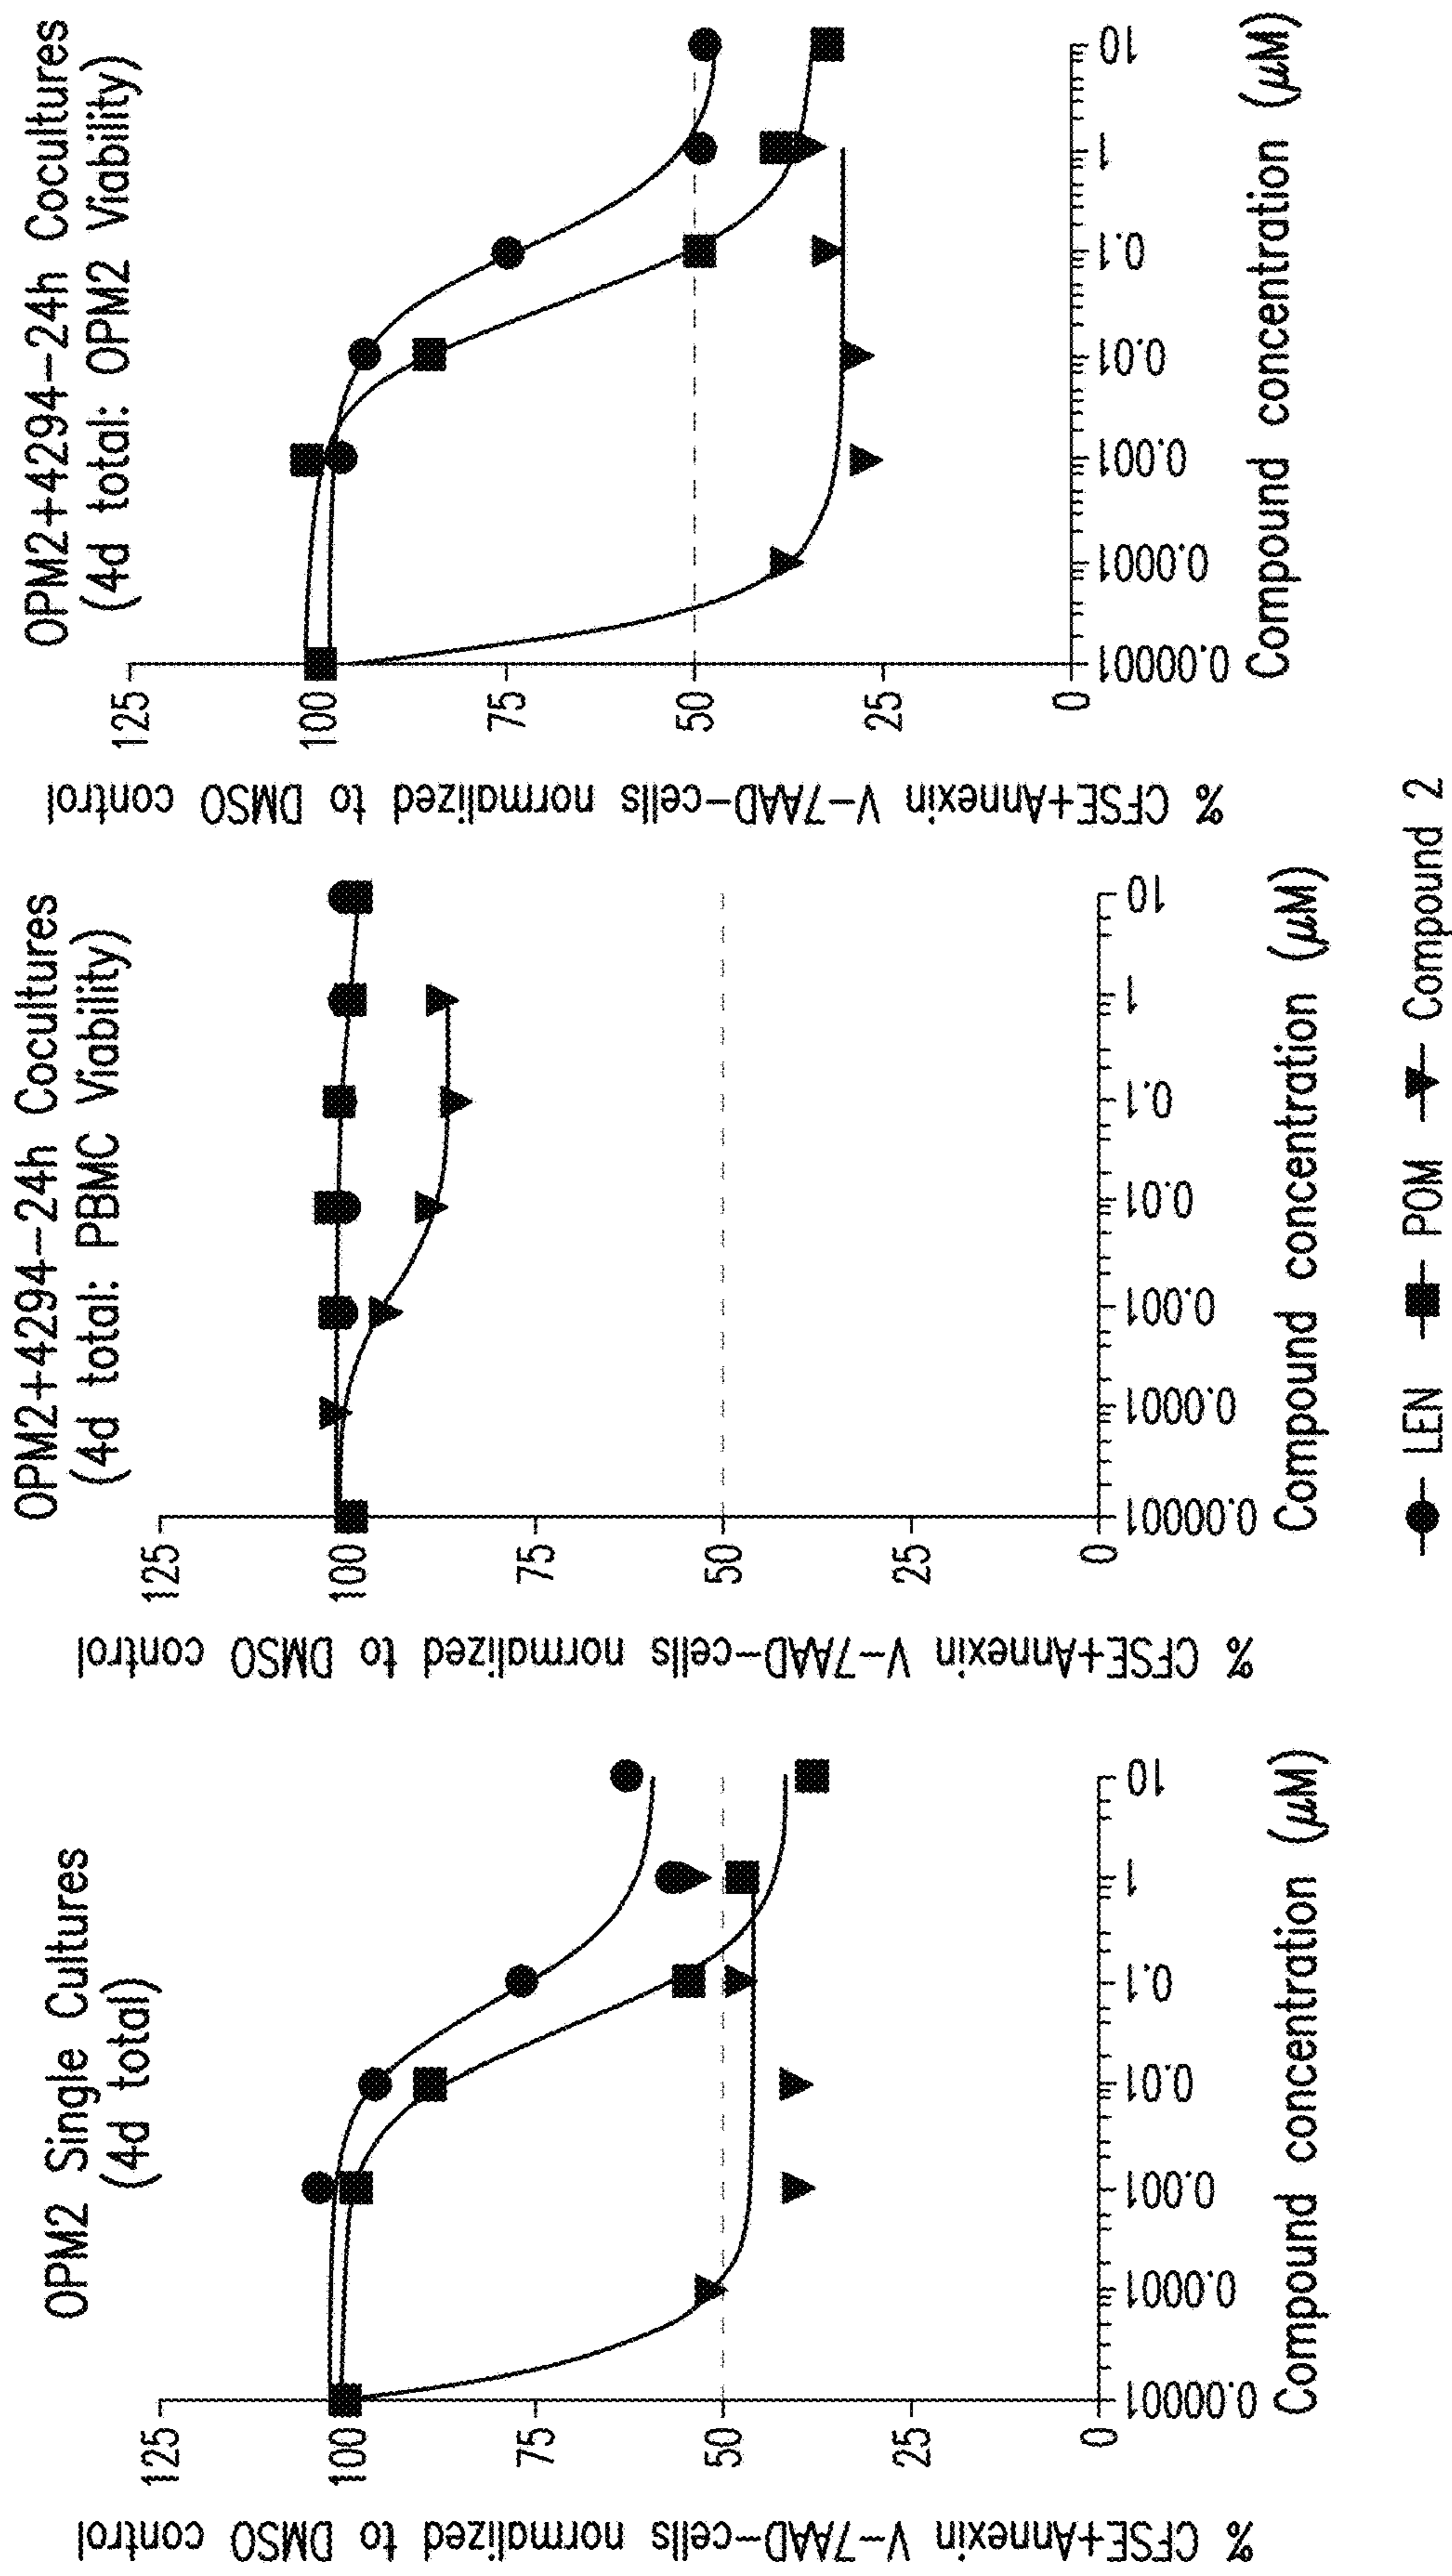 OPM2 Single Cultures
(4d total)
% CFSE+Annexin V-7AAD-cells normalized to DMSO control
125
100
75
50
25
0
0.00001
0.0001
0.001
0.01
0.1
1
10
Compound concentration (μM)
OPM2+4294-24h Cocultures
(4d total: PBMC Viability)
% CFSE+Annexin V-7AAD-cells normalized to DMSO control
125
100
75
50
25
0
0.00001
0.0001
0.001
0.01
0.1
1
10
Compound concentration (μM)
OPM2+4294-24h Cocultures
(4d total: OPM2 Viability)
% CFSE+Annexin V-7AAD-cells normalized to DMSO control
125
100
75
50
25
0
0.00001
0.0001
0.001
0.01
0.1
1
10
Compound concentration (μM)
LEN
POM
Compound 2